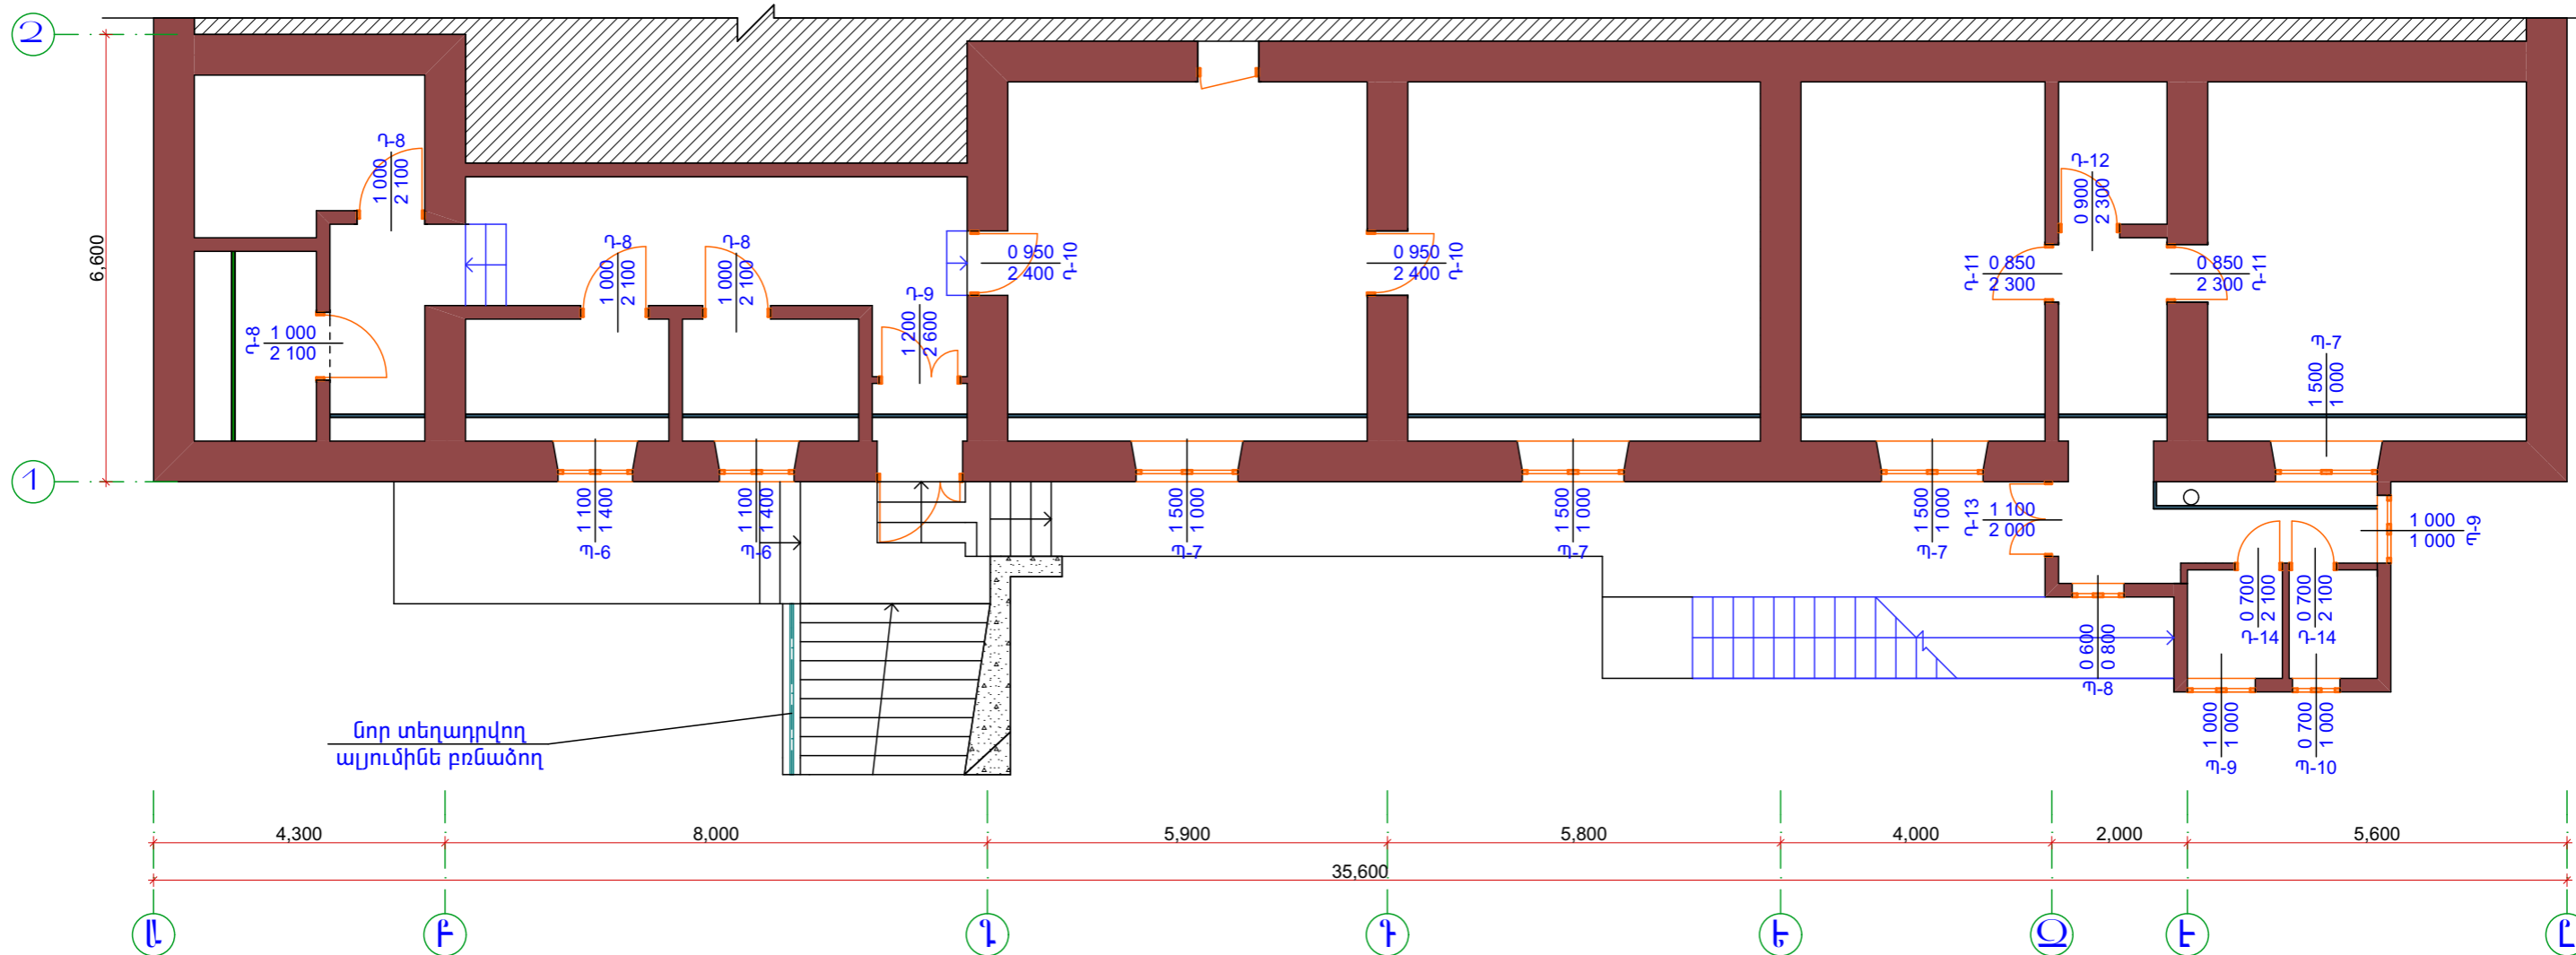 2
Դ-8
1 000
2 100
Դ-12
0 900
2 300
6,600
Դ-8
1 000
2 100
Դ-8
1 000
2 100
0 950
2 400
Դ-10
0 950
2 400
Դ-10
Դ-11
0 850
2 300
0 850
2 300
Դ-11
Դ-9
1 200
2 600
Դ-8
1 000
2 100
Պ-7
1 500
1 000
1
1 100
1 400
Պ-6
1 100
1 400
Պ-6
1 500
1 000
Պ-7
1 500
1 000
Պ-7
1 500
1 000
Պ-7
Դ-13
1 100
2 000
1 000
1 000
Պ-9
0 700
2 100
Դ-14
0 700
2 100
Դ-14
0 600
0 800
Պ-8
նոր տեղադրվող
ալյումինե բռնաձող
1 000
1 000
Պ-9
0 700
1 000
Պ-10
4,300
8,000
5,900
5,800
4,000
2,000
5,600
35,600
Ա
Բ
Գ
Դ
Ե
Զ
Է
Ը